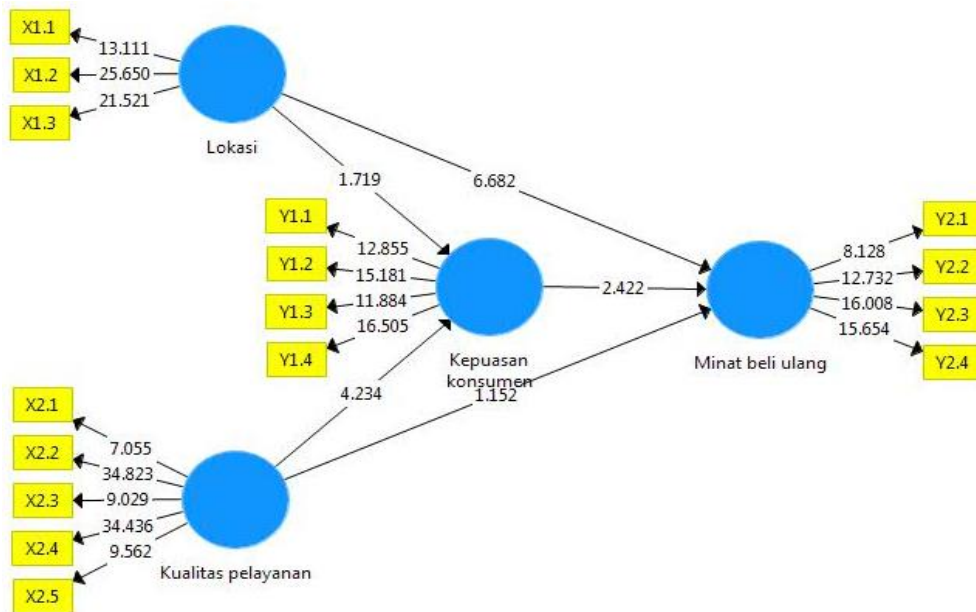 X1.1
13.111
X1.2
25.650
X1.3
21.521
Lokasi
1.719
6.682
Y1.1
12.855
Y1.2
15.181
Y1.3
11.884
Y1.4
16.505
Kepuasan
konsumen
2.422
4.234
1.152
Y2.1
8.128
Y2.2
12.732
Y2.3
16.008
Y2.4
15.654
Minat beli ulang
X2.1
7.055
X2.2
34.823
X2.3
9.029
X2.4
34.436
X2.5
9.562
Kualitas pelayanan